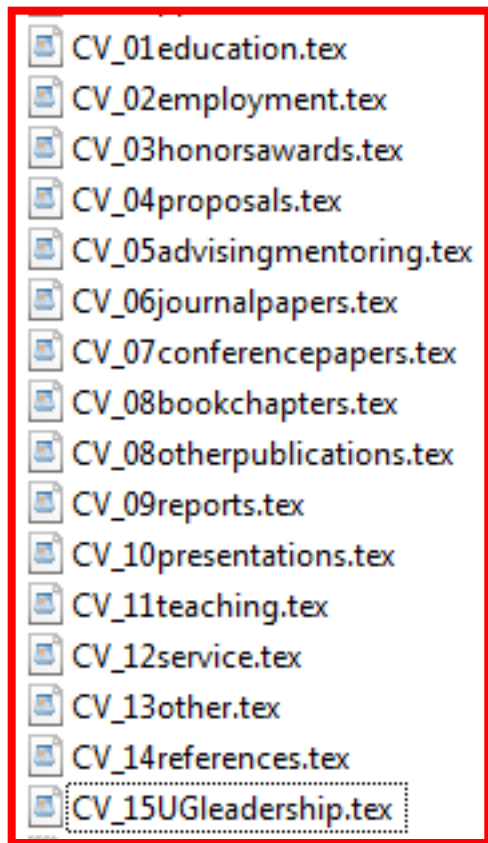 CV_01education.tex
CV_02employment.tex
CV_03honorsawards.tex
CV_04proposals.tex
CV_05advisingmentoring.tex
CV_06journalpapers.tex
CV_07conferencepapers.tex
CV_08bookchapters.tex
CV_08otherpublications.tex
CV_09reports.tex
CV_10presentations.tex
CV_11teaching.tex
CV_12service.tex
CV_13other.tex
CV_14references.tex
CV_15UGleadership.tex